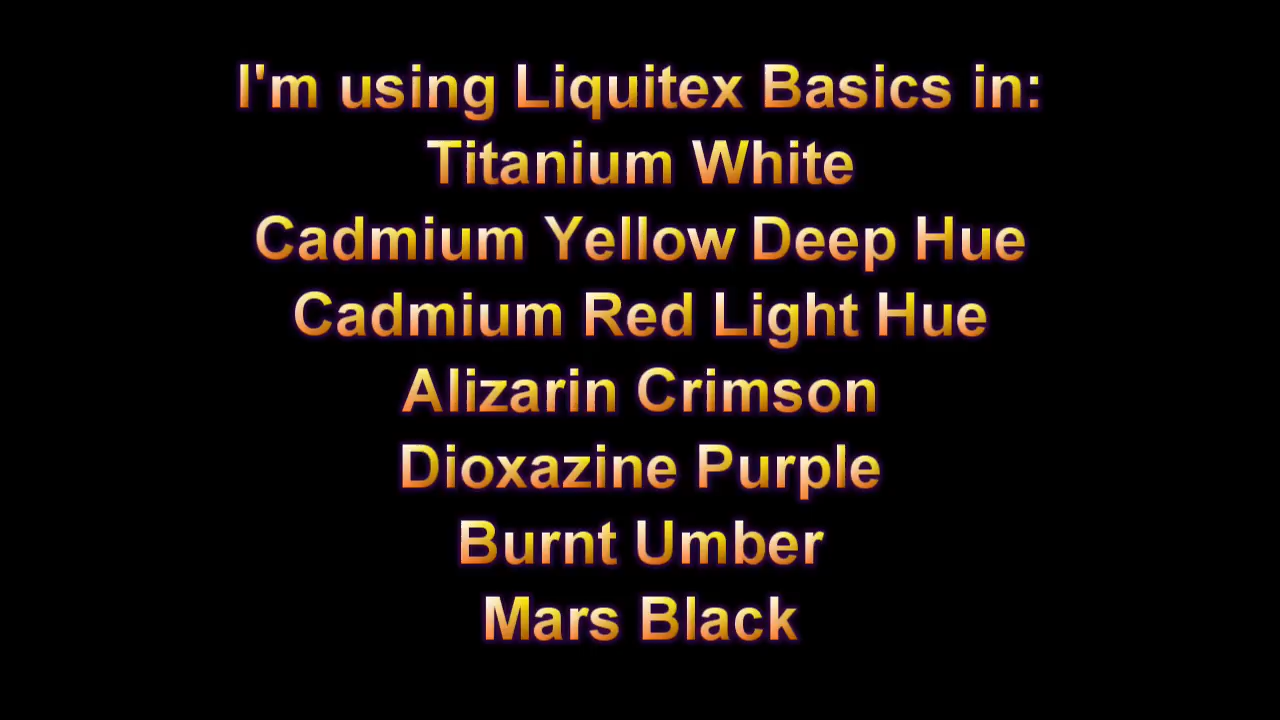 I'm using Liquitex Basics in:
Titanium White
Cadmium Yellow Deep Hue
Cadmium Red Light Hue
Alizarin Crimson
Dioxazine Purple
Burnt Umber
Mars Black